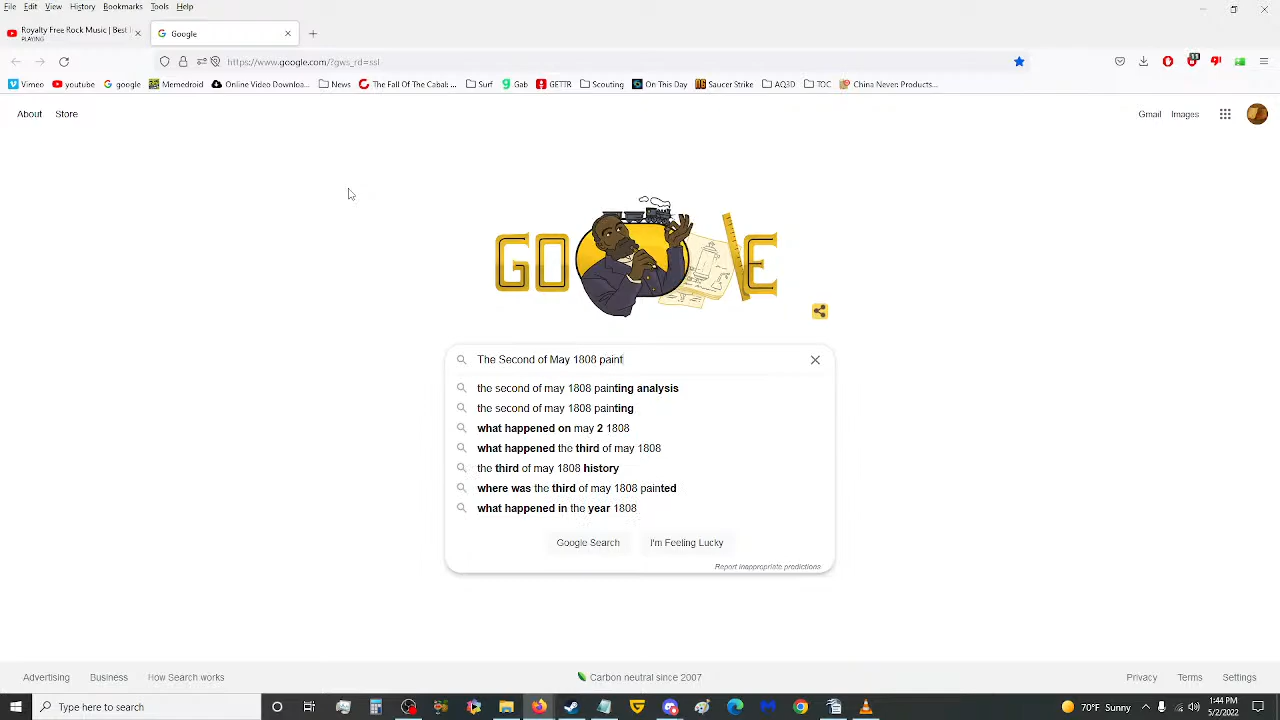 File Edit View History Bookmarks Tools Help
Royalty Free Rock Music | Best
PLAYING
Google
https://www.google.com/?gws_rd=ssl
13
Vimeo youtube google Memedroid Online Video Downloa... News The Fall Of The Cabal: ... Surf Gab GETTR Scouting On This Day Saucer Strike AQ3D TOC China Never Produces...
About Store Gmail Images
GO E
The Second of May 1808 paint
the second of may 1808 painting analysis
the second of may 1808 painting
what happened on may 2 1808
what happened the third of may 1808
the third of may 1808 history
where was the third of may 1808 painted
what happened in the year 1808
Google Search I'm Feeling Lucky
Report inappropriate predictions
Advertising Business How Search works Carbon neutral since 2007 Privacy Terms Settings
Type here to search 70°F Sunny 1:44 PM
5/2/2022